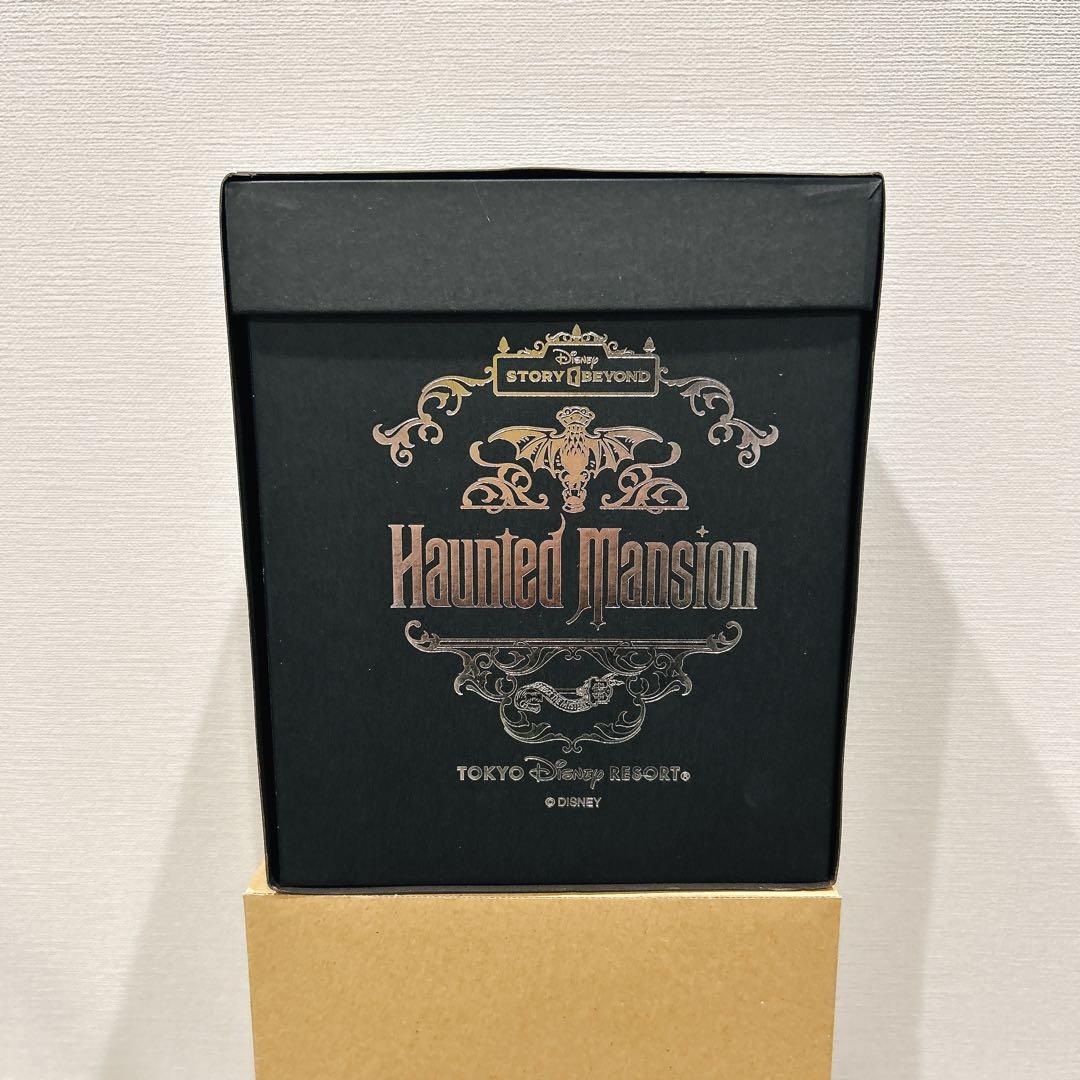 Disney
STORY BEYOND
Haunted Mansion
TOKYO Disney RESORT®
© DISNEY